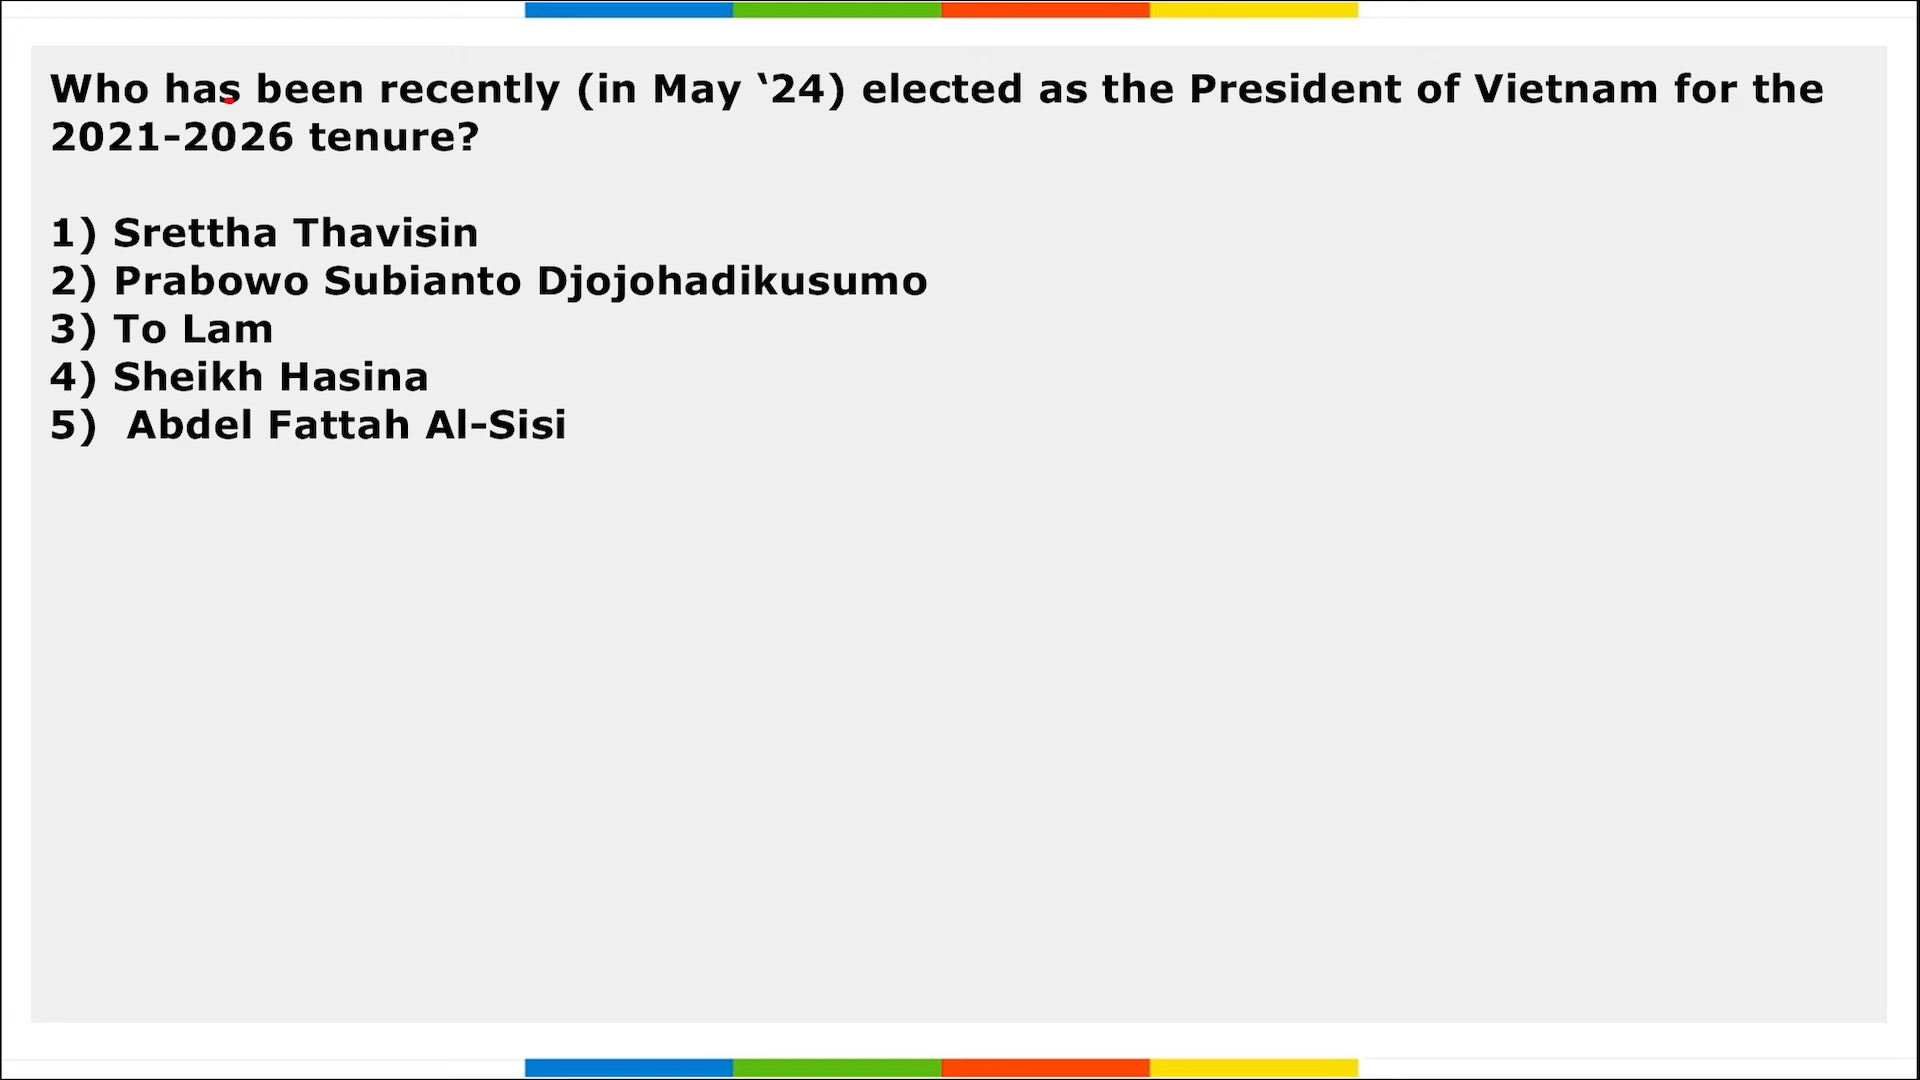 Who has been recently (in May ‘24) elected as the President of Vietnam for the
2021-2026 tenure?
1) Srettha Thavisin
2) Prabowo Subianto Djojohadikusumo
3) To Lam
4) Sheikh Hasina
5)  Abdel Fattah Al-Sisi